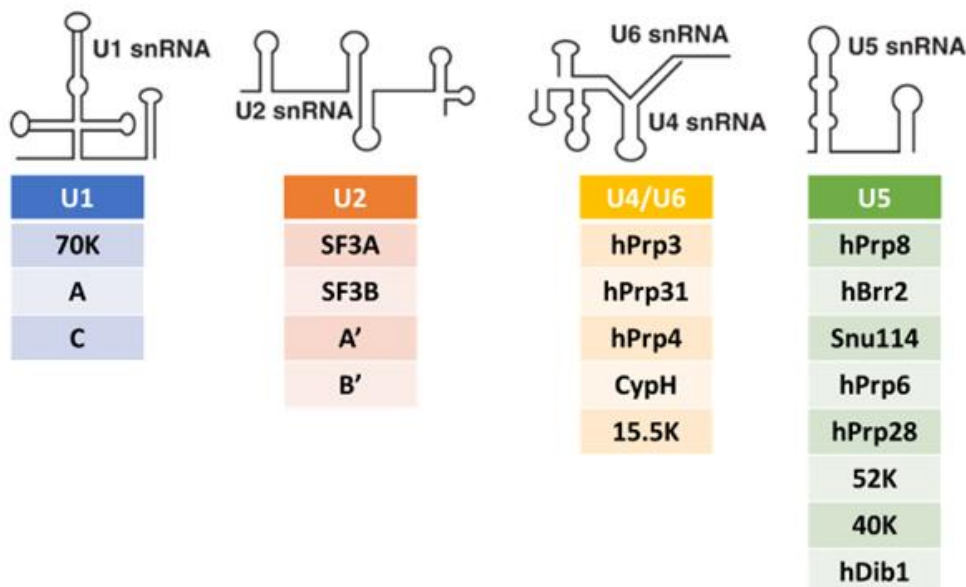 U1 snRNA
U2 snRNA
U6 snRNA
U4 snRNA
U5 snRNA
U1
70K
A
C
U2
SF3A
SF3B
A’
B’
U4/U6
hPrp3
hPrp31
hPrp4
CypH
15.5K
U5
hPrp8
hBrr2
Snu114
hPrp6
hPrp28
52K
40K
hDib1